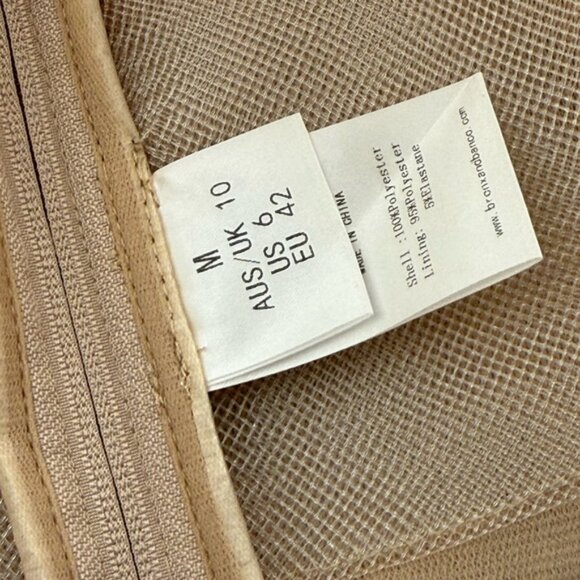 M
AUS/UK 10
US 6
EU 42
MADE IN CHINA
Shell :100%Polyester
Lining: 95%Polyester
5%Elastane
www.bronxandbanco.com